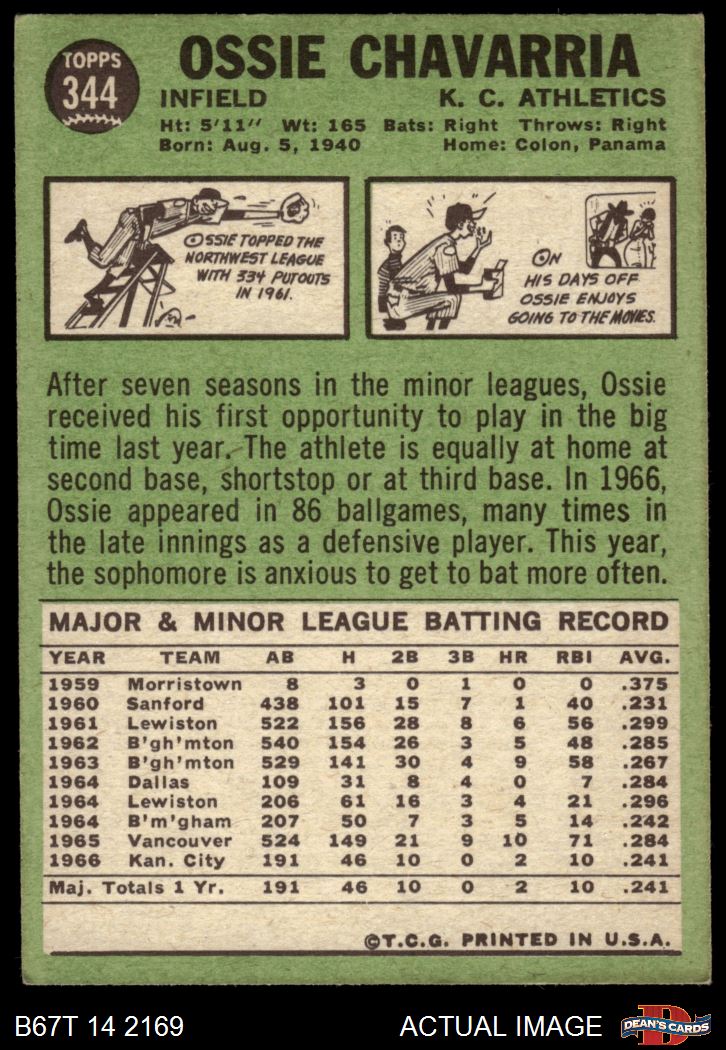 TOPPS
344
OSSIE CHAVARRIA
INFIELD K. C. ATHLETICS
Ht: 5'11" Wt: 165 Bats: Right Throws: Right
Born: Aug. 5, 1940 Home: Colon, Panama
OSSIE TOPPED THE
NORTHWEST LEAGUE
WITH 334 PUTOUTS
IN 1961.
ON
HIS DAYS OFF
OSSIE ENJOYS
GOING TO THE MOVIES.
After seven seasons in the minor leagues, Ossie
received his first opportunity to play in the big
time last year. The athlete is equally at home at
second base, shortstop or at third base. In 1966,
Ossie appeared in 86 ballgames, many times in
the late innings as a defensive player. This year,
the sophomore is anxious to get to bat more often.
MAJOR & MINOR LEAGUE BATTING RECORD
YEAR TEAM AB H 2B 3B HR RBI AVG.
1959 Morristown 8 3 0 1 0 0 .375
1960 Sanford 438 101 15 7 1 40 .231
1961 Lewiston 522 156 28 8 6 56 .299
1962 B'gh'mton 540 154 26 3 5 48 .285
1963 B'gh'mton 529 141 30 4 9 58 .267
1964 Dallas 109 31 8 4 0 7 .284
1964 Lewiston 206 61 16 3 4 21 .296
1964 B'm'gham 207 50 7 3 5 14 .242
1965 Vancouver 524 149 21 9 10 71 .284
1966 Kan. City 191 46 10 0 2 10 .241
Maj. Totals 1 Yr. 191 46 10 0 2 10 .241
©T.C.G. PRINTED IN U.S.A.
B67T 14 2169 ACTUAL IMAGE
D
DEAN'S CARDS